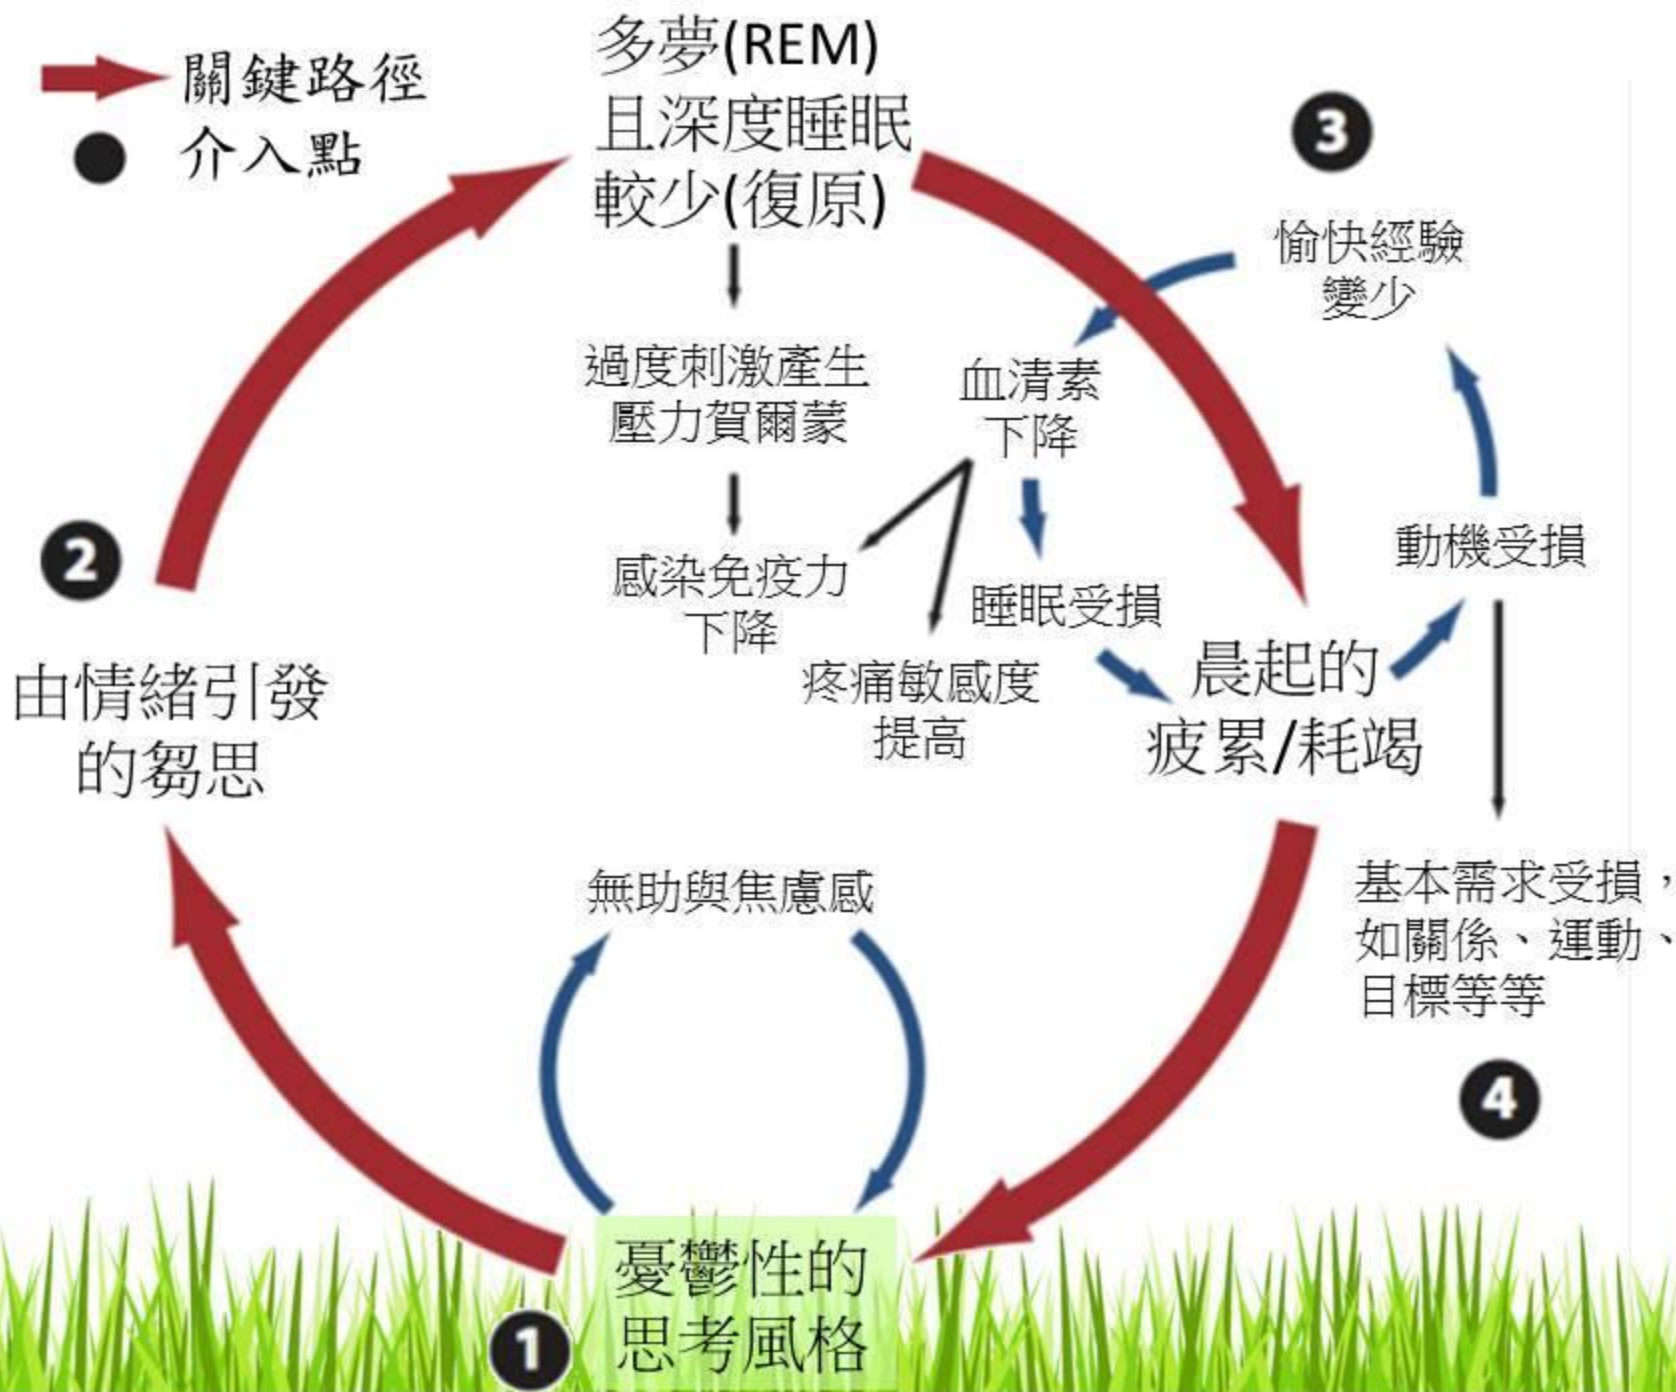 關鍵路徑
介入點
多夢(REM)
且深度睡眠
較少(復原)
3
愉快經驗
變少
過度刺激產生
壓力賀爾蒙
血清素
下降
2
動機受損
感染免疫力
下降
睡眠受損
疼痛敏感度
提高
晨起的
疲累/耗竭
由情緒引發
的芻思
無助與焦慮感
基本需求受損，
如關係、運動、
目標等等
4
憂鬱性的
思考風格
1